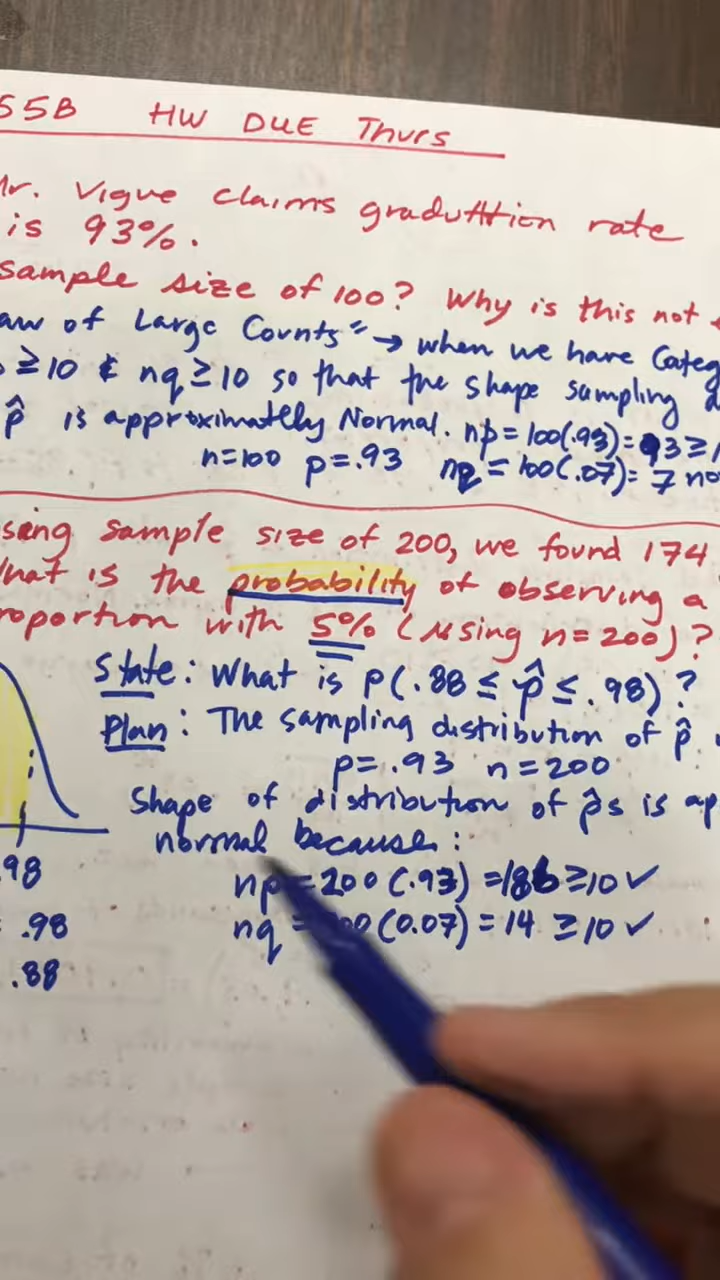 55B HW DUE Thurs
Mr. Vigue claims graduation rate
is 93%.
sample size of 100? Why is this not
Law of Large Counts" → when we have Categ
≥10 & nq ≥10 so that the shape sampling d
p̂ is approximately Normal. np=100(.93)=93≥1
n=100 p=.93 nq=100(.07)=7 no
sing sample size of 200, we found 174
What is the probability of observing a
roportion with 5% (using n=200)?
State: What is p(.88 ≤ p̂ ≤ .98)?
Plan: The sampling distribution of p̂
p=.93 n=200
Shape of distribution of p̂s is ap
normal because:
.98 np=200(.93)=186≥10 ✓
.98 nq=200(0.07)=14 ≥10 ✓
.88